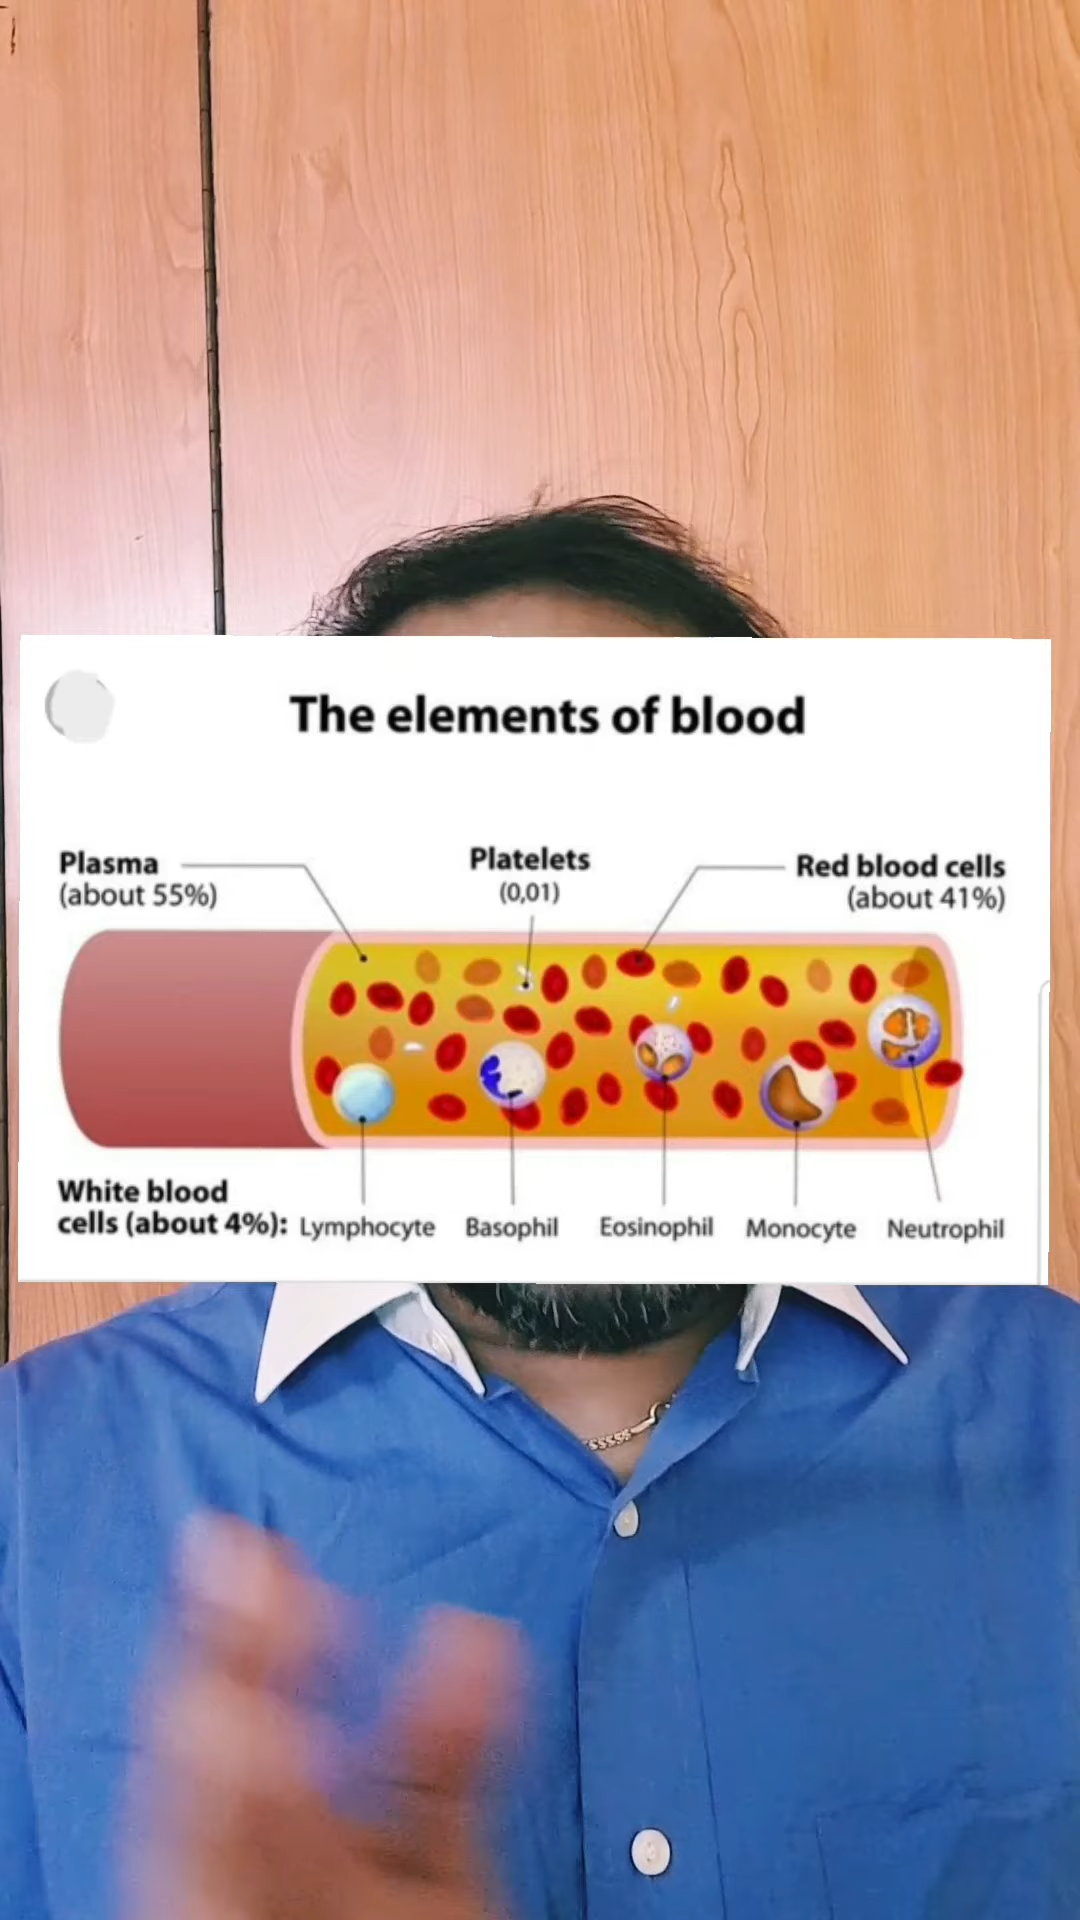 The elements of blood
Plasma
(about 55%)
Platelets
(0,01)
Red blood cells
(about 41%)
White blood
cells (about 4%): Lymphocyte Basophil Eosinophil Monocyte Neutrophil